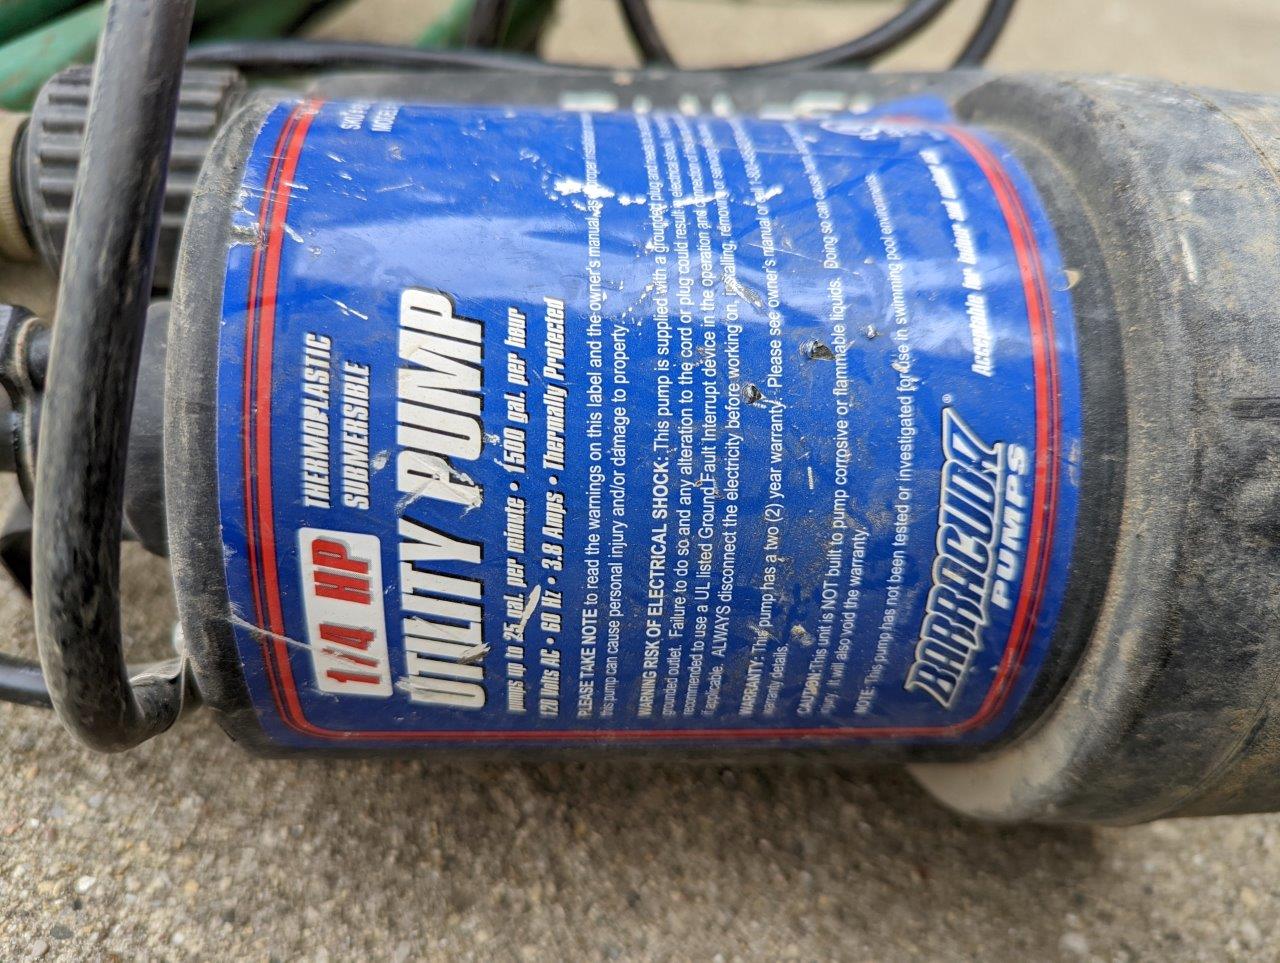 1/4 HP
THERMOPLASTIC
SUBMERSIBLE
UTILITY PUMP
pumps up to 25 gal. per minute • 1500 gal. per hour
120 Volts AC • 60 Hz • 3.8 Amps • Thermally Protected
PLEASE TAKE NOTE to read the warnings on this label and the owner's manual as improper
this pump can cause personal injury and/or damage to property.
WARNING RISK OF ELECTRICAL SHOCK: This pump is supplied with a grounded plug and
grounded outlet. Failure to do so and any alteration to the cord or plug could result in electrical shock.
recommended to use a UL listed Ground Fault Interrupt device in the operation and connection of
if applicable. ALWAYS disconnect the electricity before working on, installing, removing or
WARRANTY: This pump has a two (2) year warranty. Please see owner's manual or
warranty details.
CAUTION: This unit is NOT built to pump corrosive or flammable liquids. Doing so can cause
injury. It will also void the warranty.
NOTE: This pump has not been tested or investigated for use in swimming pool environments.
BARRACUDA®
PUMPS
Acceptable for indoor and outdoor use